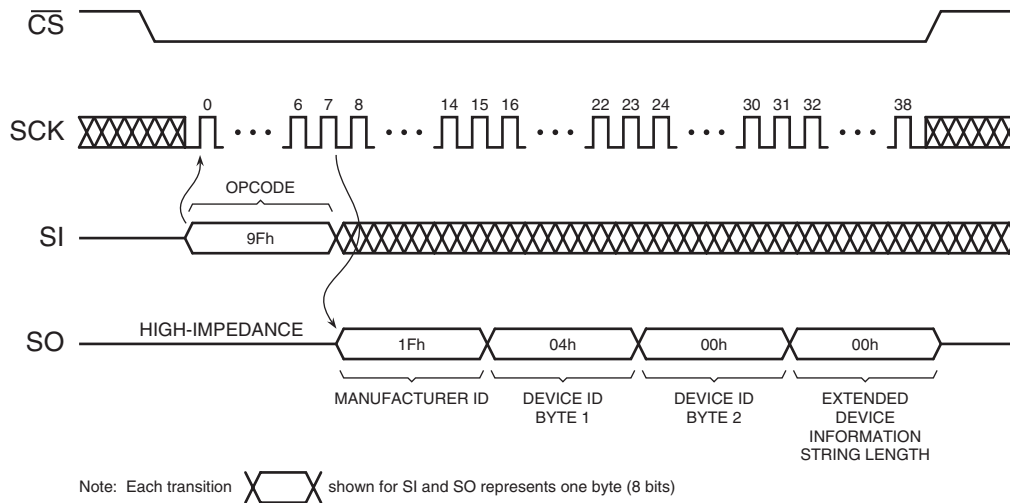 CS
SCK
0 6 7 8 14 15 16 22 23 24 30 31 32 38
OPCODE
SI
9Fh
HIGH-IMPEDANCE
SO
1Fh 04h 00h 00h
MANUFACTURER ID
DEVICE ID
BYTE 1
DEVICE ID
BYTE 2
EXTENDED
DEVICE
INFORMATION
STRING LENGTH
Note: Each transition shown for SI and SO represents one byte (8 bits)